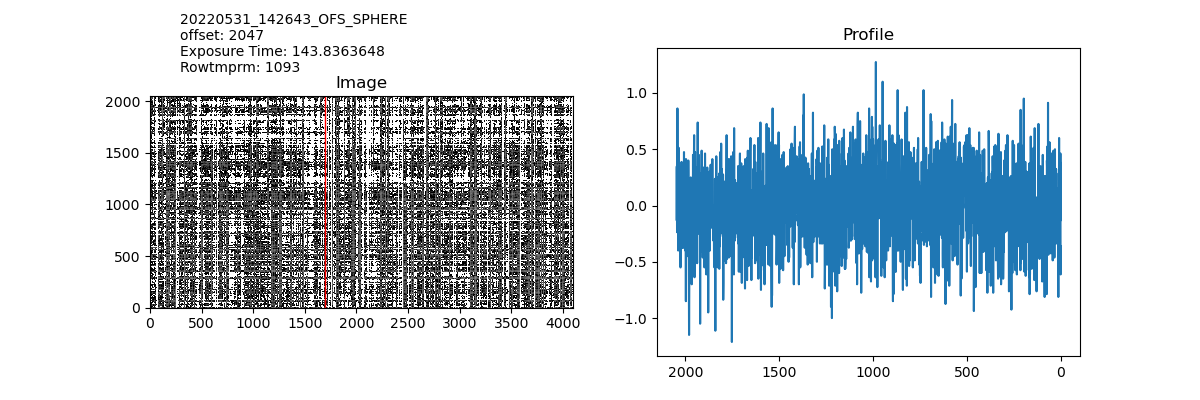 20220531_142643_OFS_SPHERE
offset: 2047
Exposure Time: 143.8363648
Rowtmprm: 1093
Image
2000
1500
1000
500
0
0 500 1000 1500 2000 2500 3000 3500 4000
Profile
1.0
0.5
0.0
−0.5
−1.0
2000 1500 1000 500 0